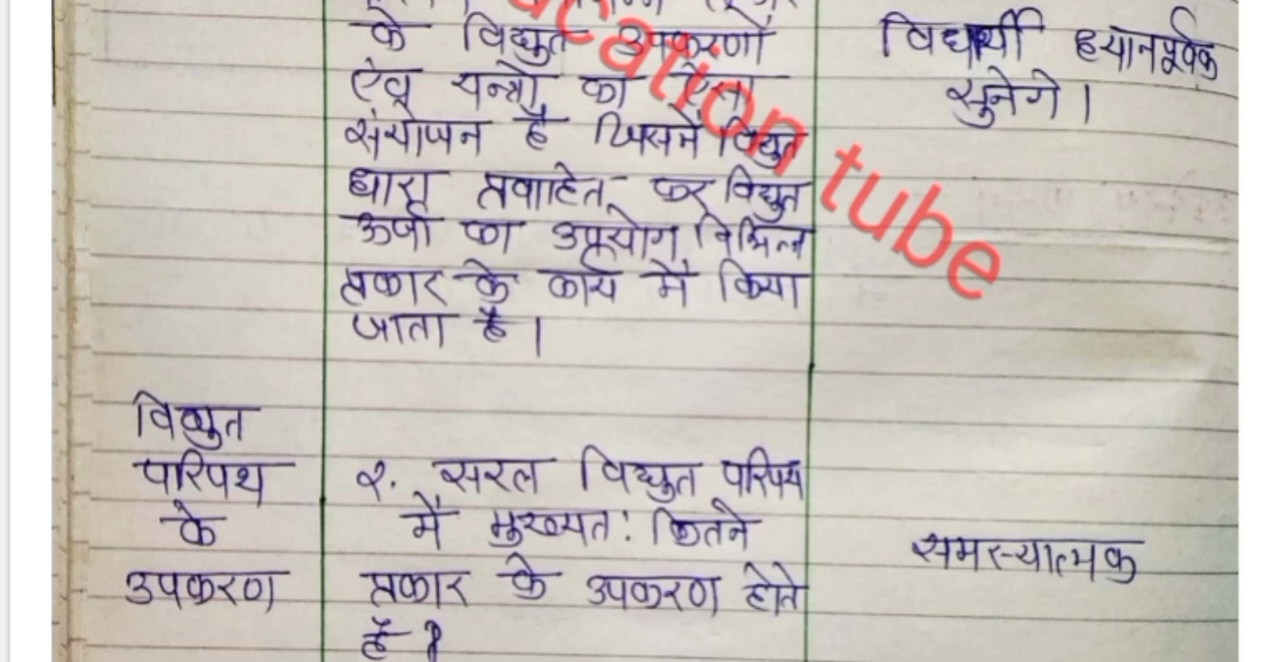 के विद्युत उपकरणों
ऐंव यन्त्रो का ऐसा
संयोजन है जिसमें विद्युत
धारा प्रवाहित कर विद्युत
ऊर्जा का उपयोग विभिन्न
प्रकार के कार्य में किया
जाता है।
विद्यार्थी ध्यानपूर्वक
सुनेगे।
विद्युत
परिपथ
के
उपकरण
२. सरल विद्युत परिपथ
में मुख्यत: कितने
प्रकार के उपकरण होते
हैं ?
समस्यात्मक
ucation tube